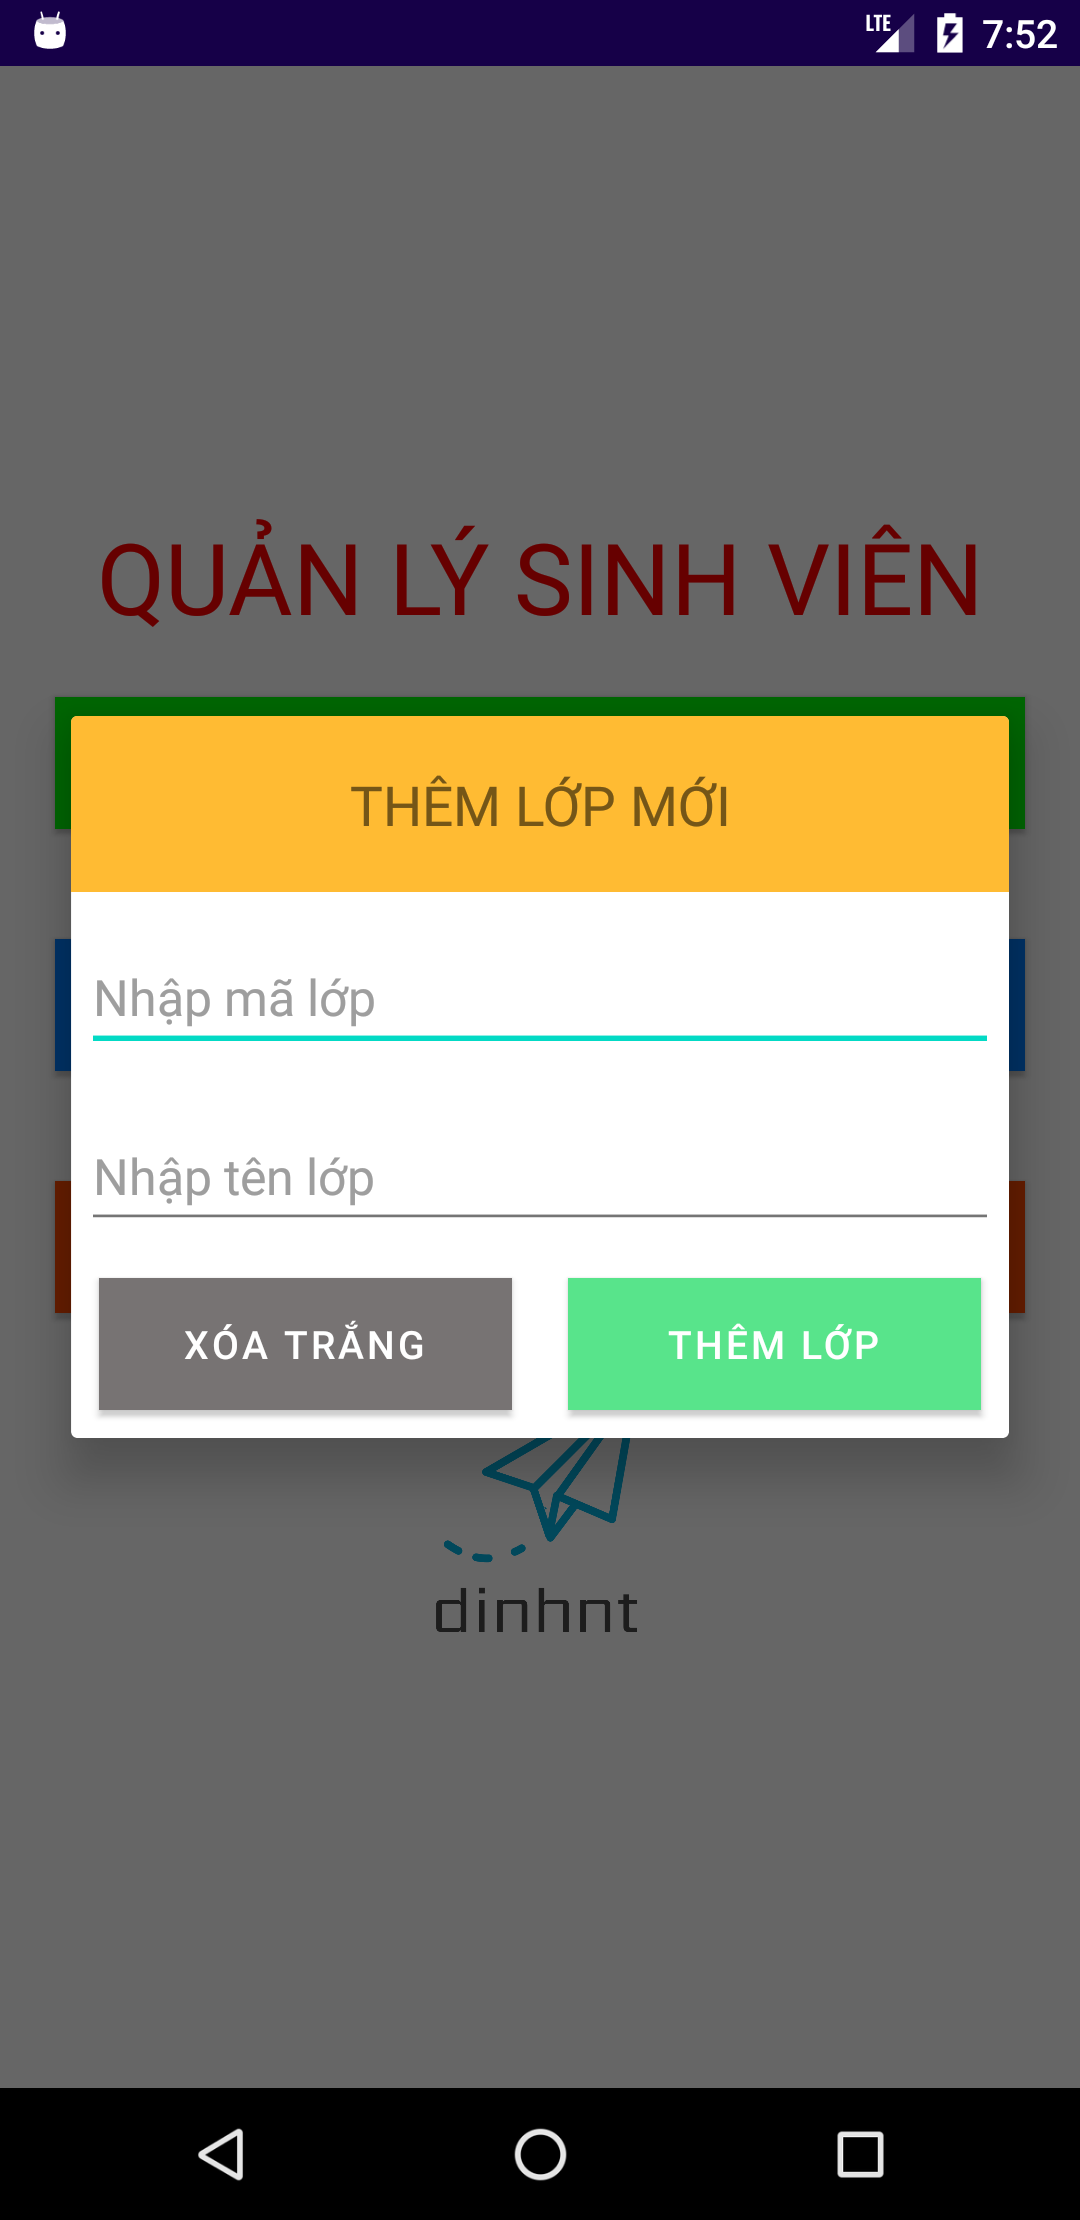 LTE 7:52
QUẢN LÝ SINH VIÊN
THÊM LỚP MỚI
Nhập mã lớp
Nhập tên lớp
XÓA TRẮNG THÊM LỚP
dinhnt